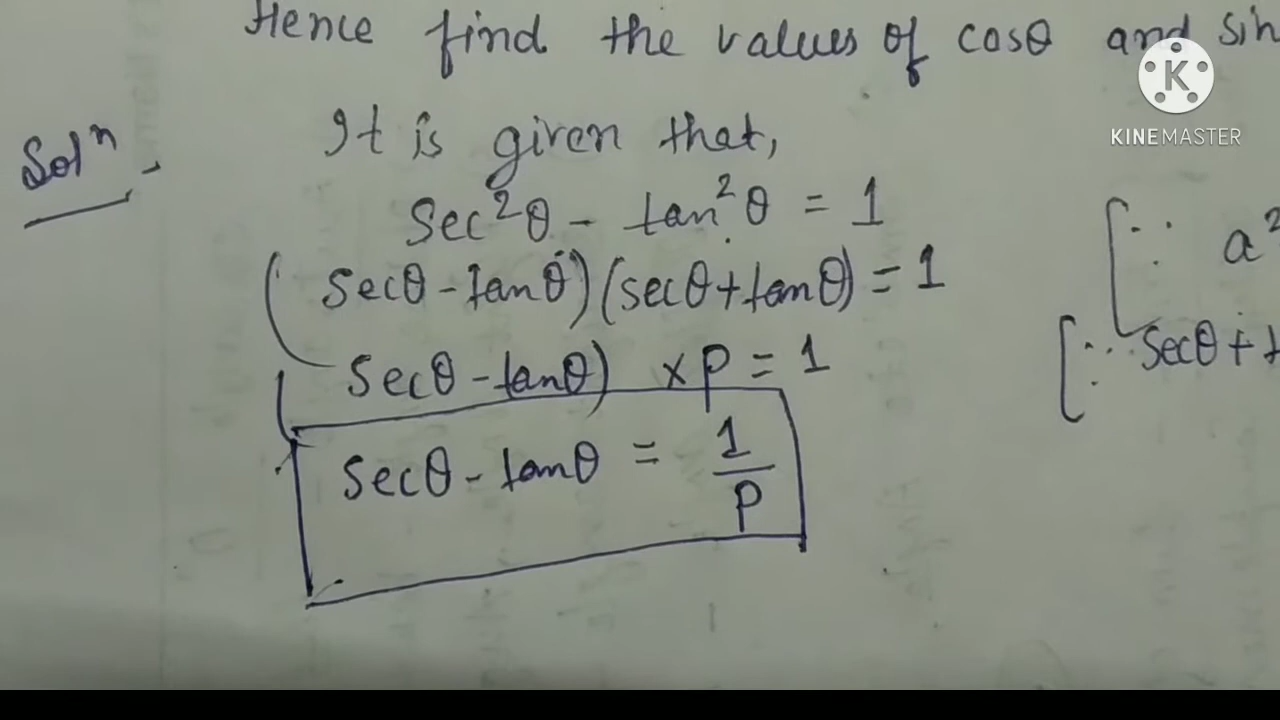 Hence find the values of cosθ and sin
K
KINEMASTER
Solⁿ -
It is given that,
sec²θ - tan²θ = 1
[∵ a²
(secθ - tanθ)(secθ + tanθ) = 1
[∵ secθ + t
(secθ - tanθ) × p = 1
secθ - tanθ = 1/p